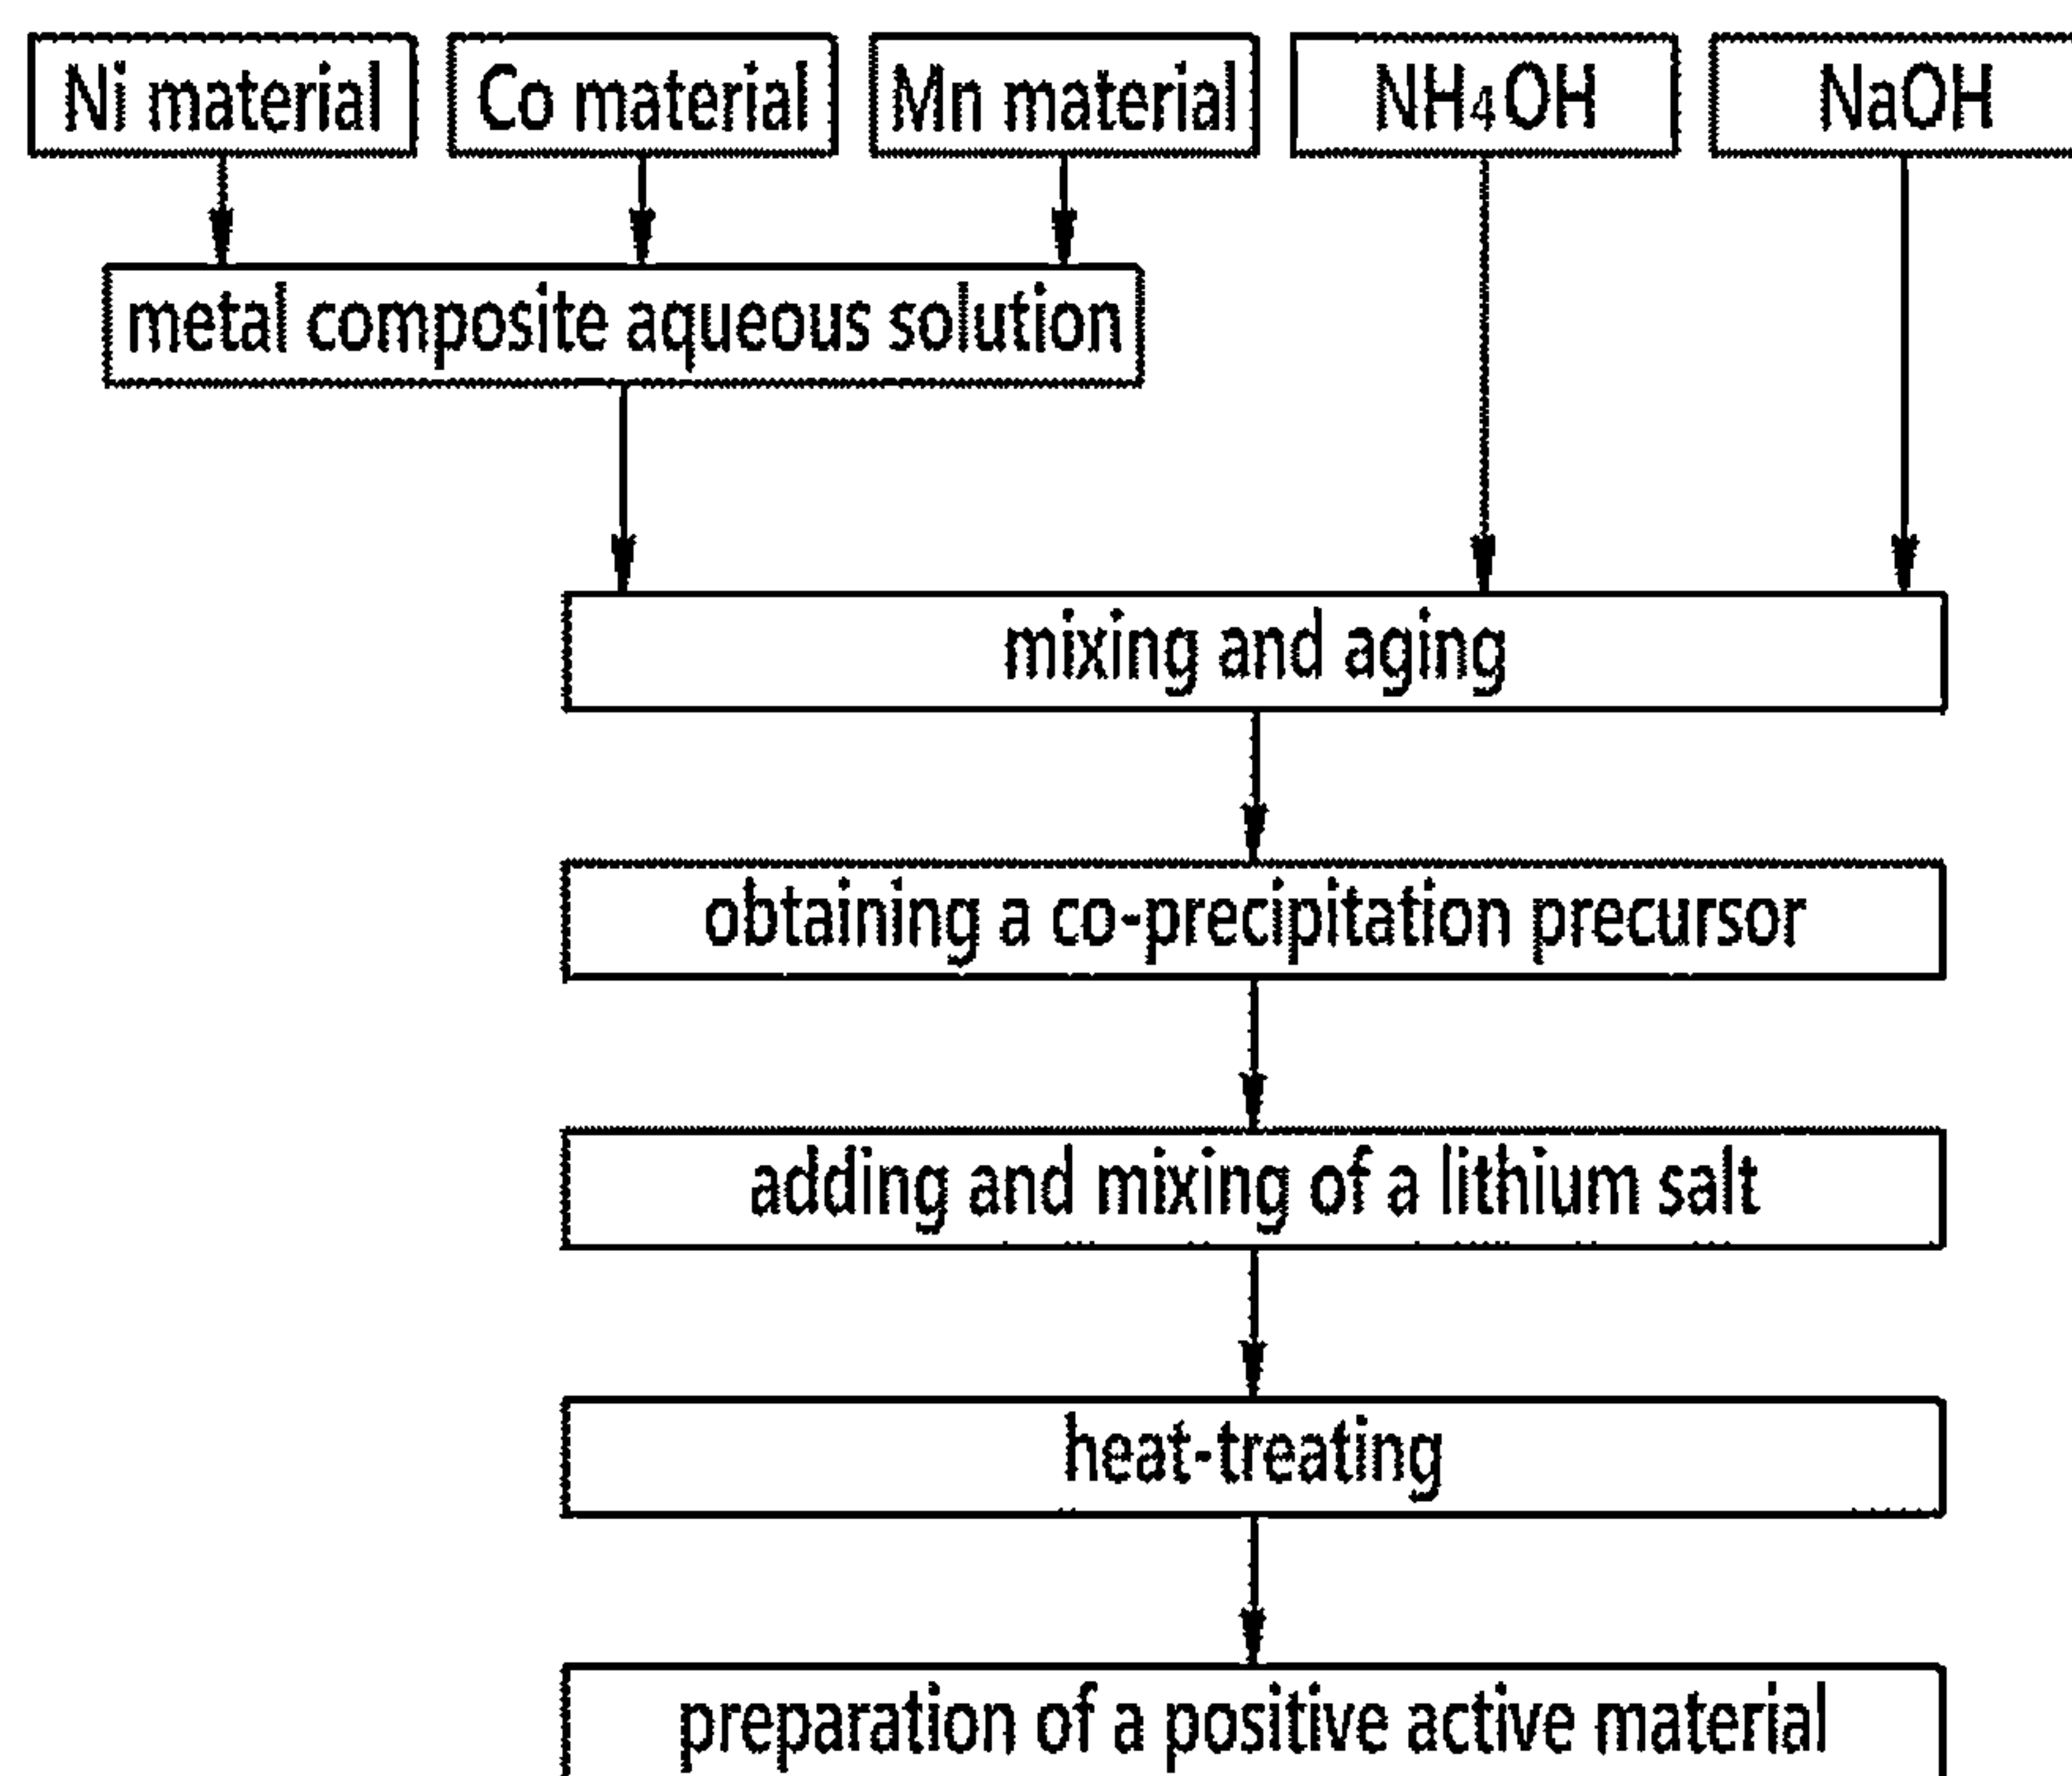 Ni material
Co material
Mn material
NH₄OH
NaOH
metal composite aqueous solution
mixing and aging
obtaining a co-precipitation precursor
adding and mixing of a lithium salt
heat-treating
preparation of a positive active material